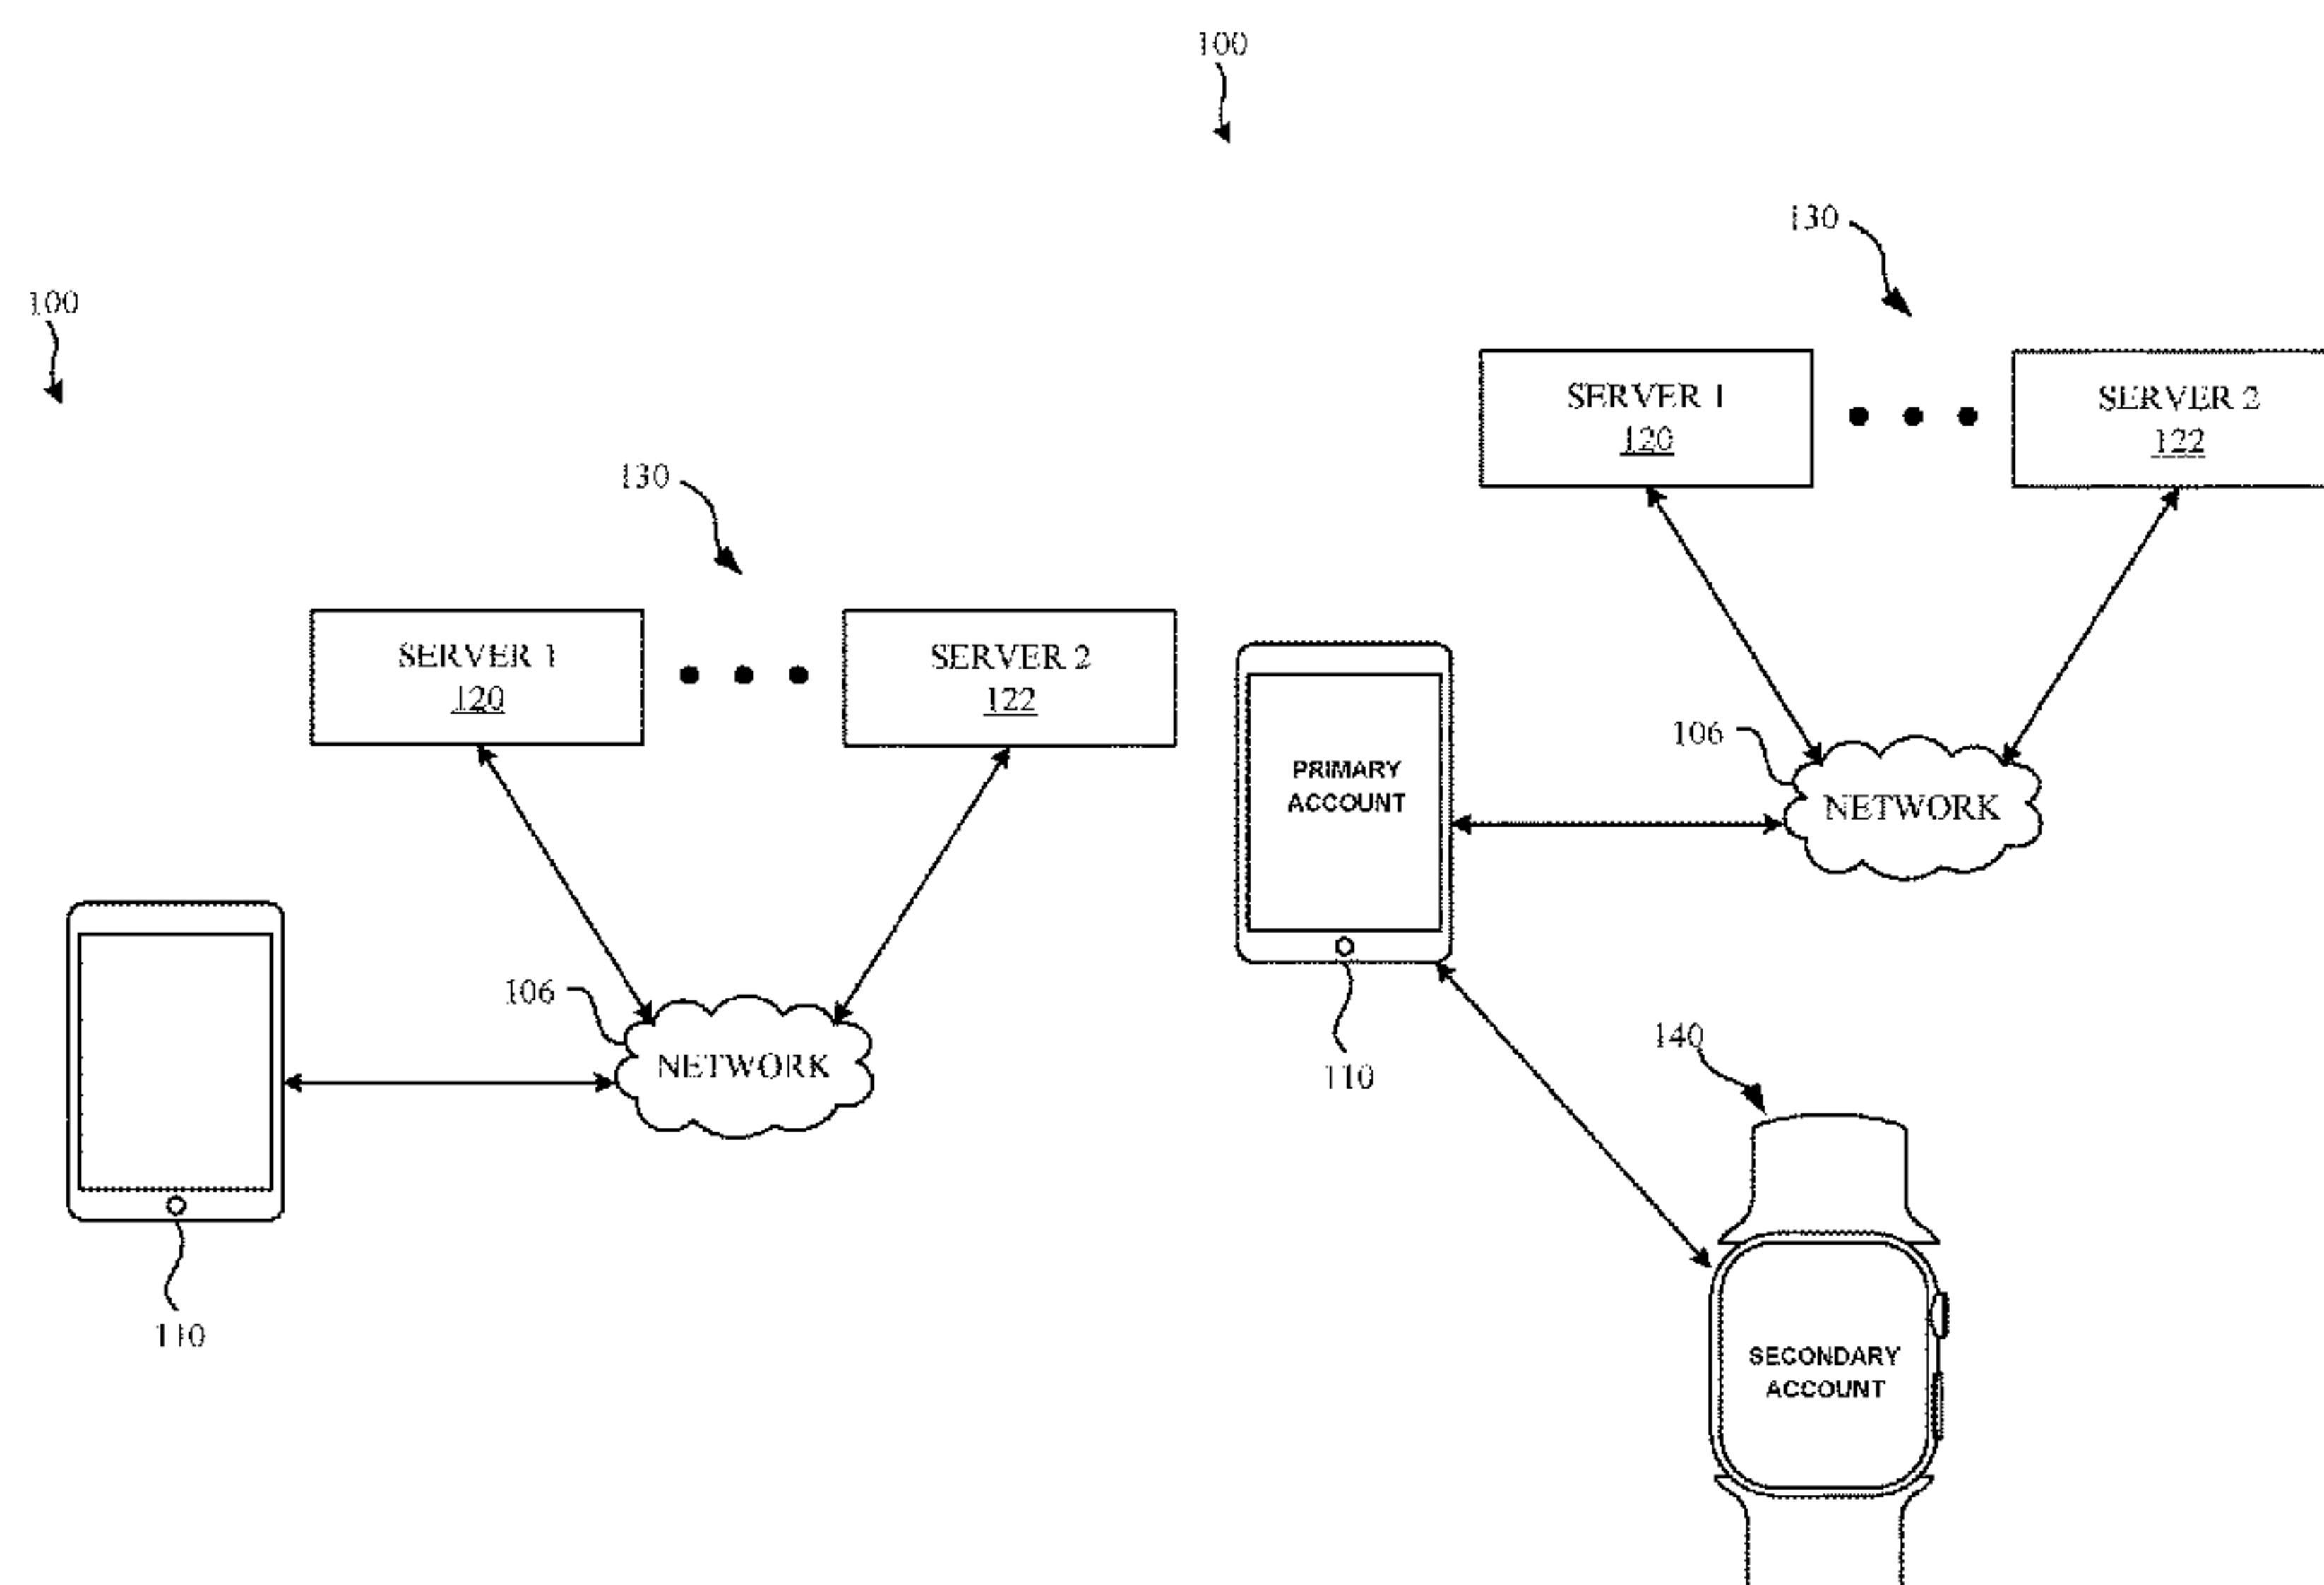 100
130
SERVER 1
120
SERVER 2
122
106
NETWORK
110
100
130
SERVER 1
120
SERVER 2
122
106
NETWORK
PRIMARY
ACCOUNT
110
140
SECONDARY
ACCOUNT